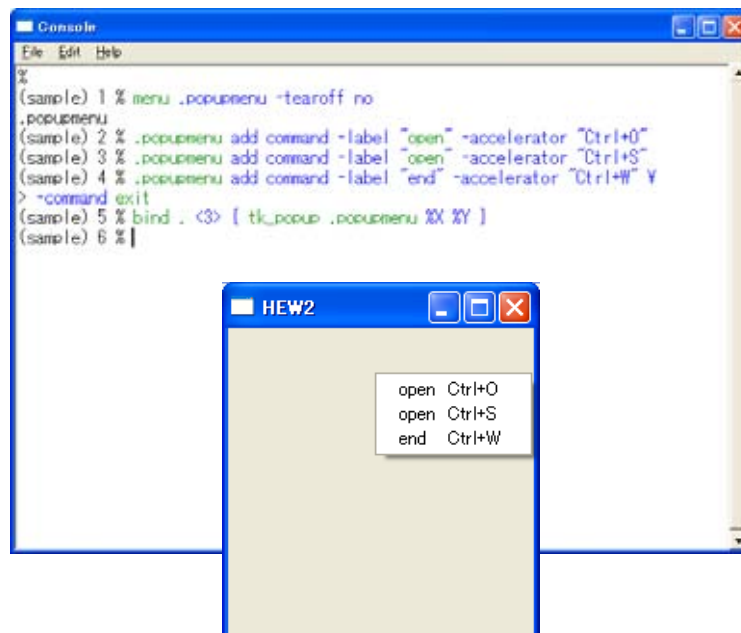 Console
File Edit Help
%
(sample) 1 % menu .popupmenu -tearoff no
.popupmenu
(sample) 2 % .popupmenu add command -label "open" -accelerator "Ctrl+O"
(sample) 3 % .popupmenu add command -label "open" -accelerator "Ctrl+S"
(sample) 4 % .popupmenu add command -label "end" -accelerator "Ctrl+W" ¥
> -command exit
(sample) 5 % bind . <3> { tk_popup .popupmenu %X %Y }
(sample) 6 %
HEW2
open Ctrl+O
open Ctrl+S
end Ctrl+W